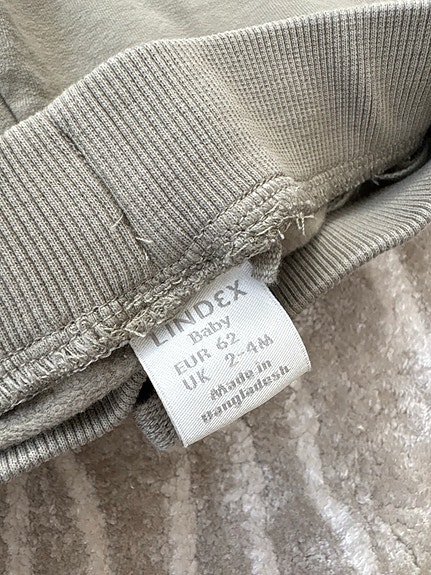 LINDEX
Baby
EUR 62
UK 2-4M
Made in
Bangladesh